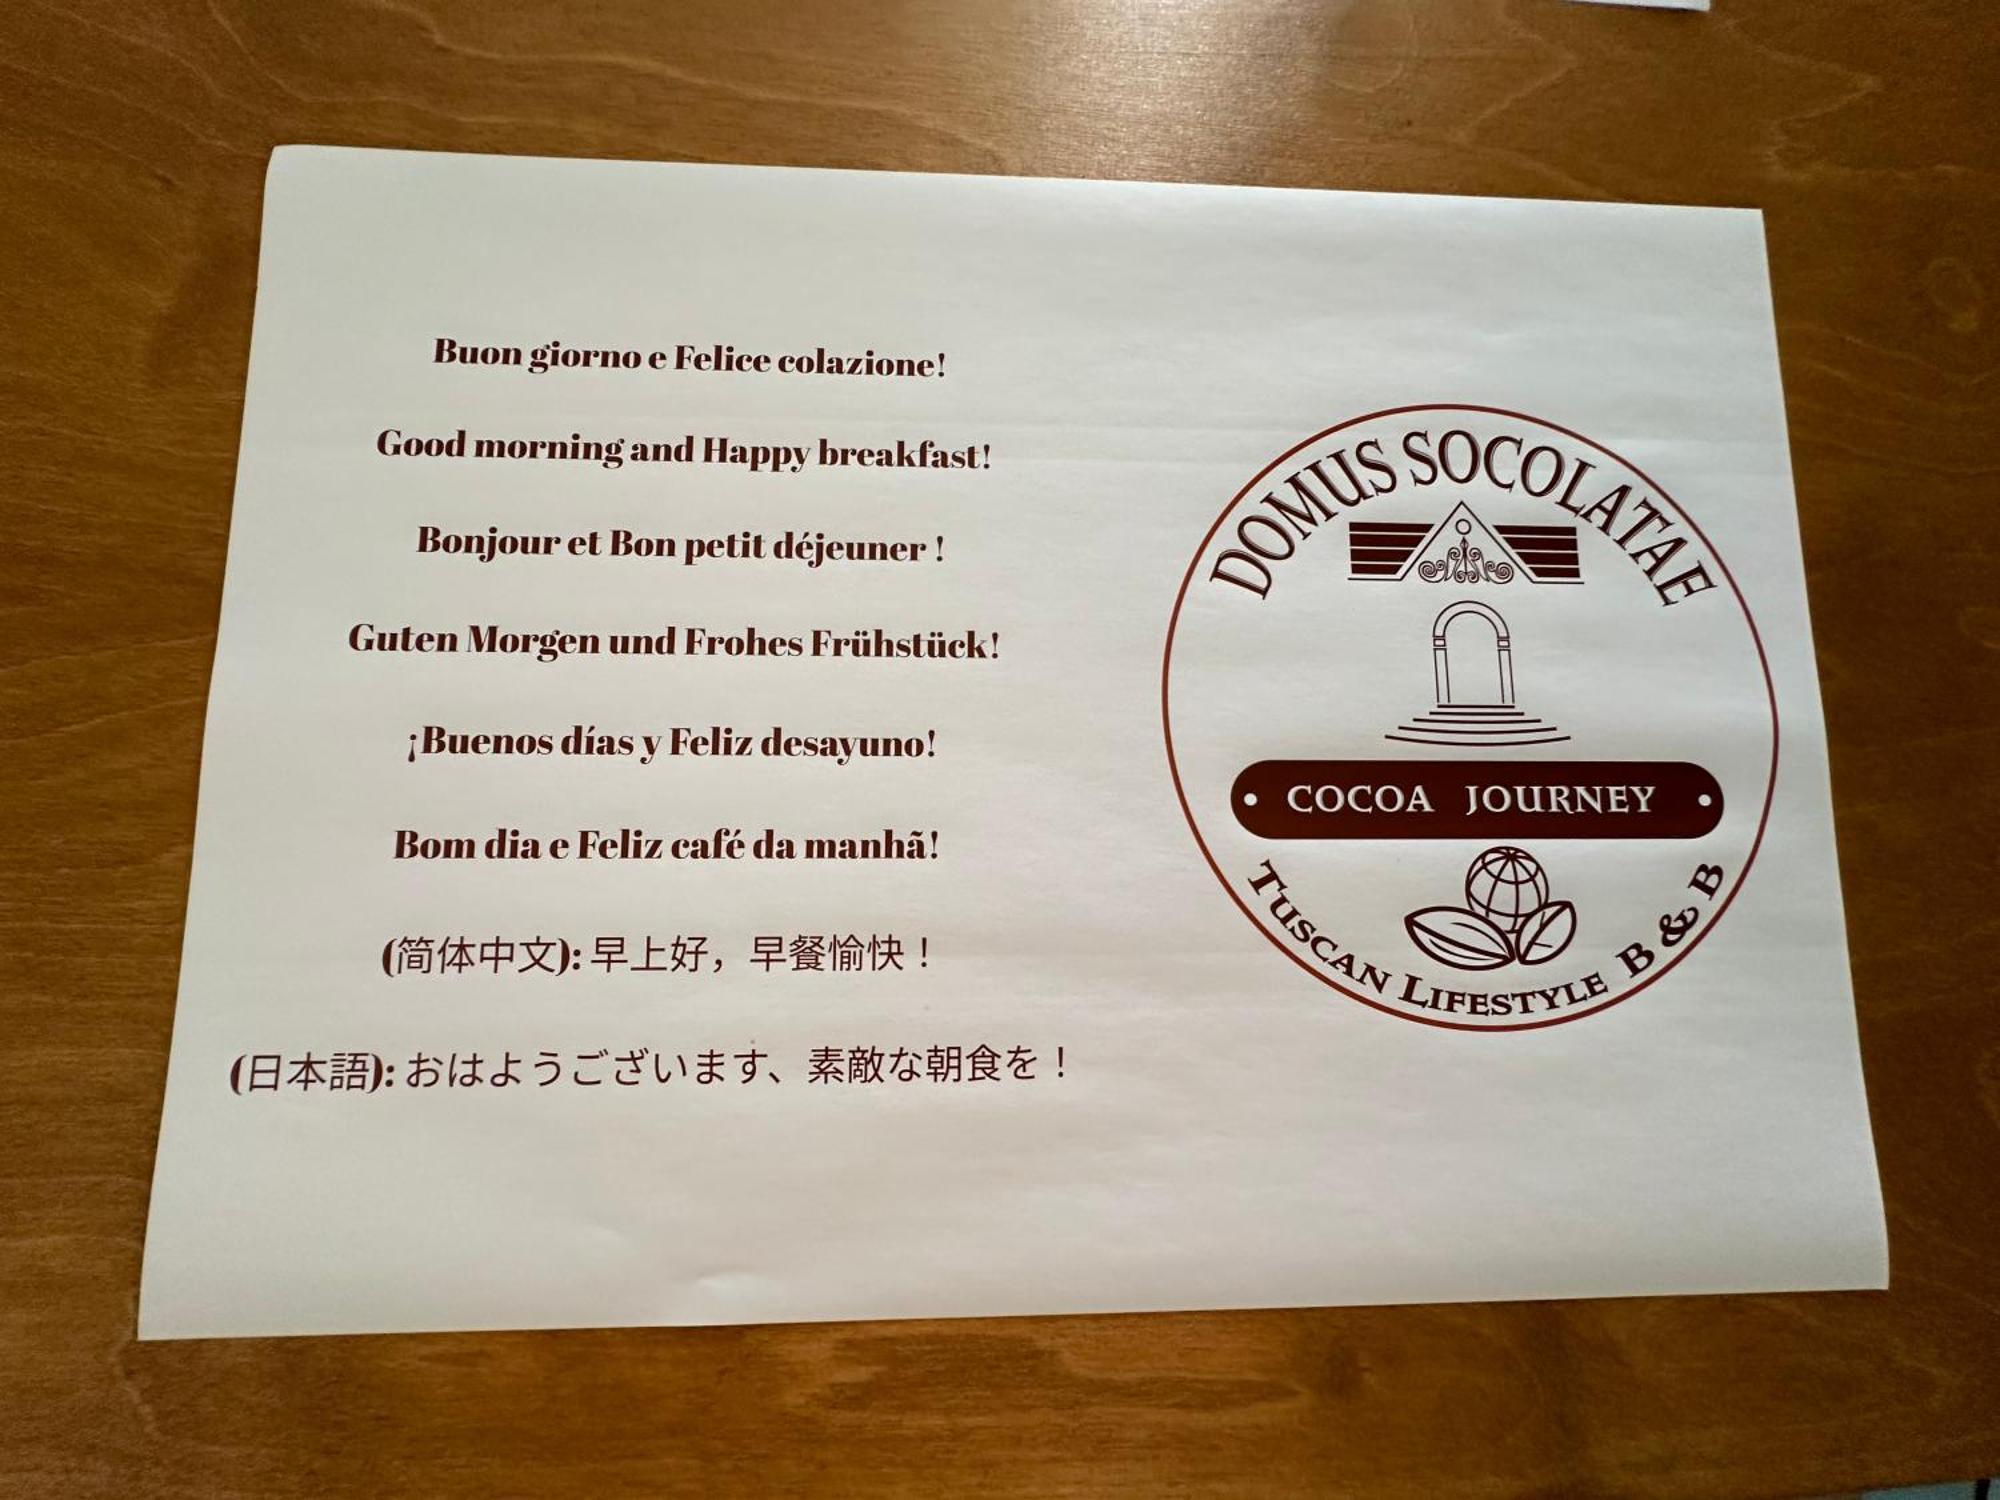 Buon giorno e Felice colazione!
Good morning and Happy breakfast!
Bonjour et Bon petit déjeuner !
Guten Morgen und Frohes Frühstück!
¡Buenos días y Feliz desayuno!
Bom dia e Feliz café da manhã!
(简体中文): 早上好，早餐愉快！
(日本語): おはようございます、素敵な朝食を！
DOMUS SOCOLATAE
COCOA JOURNEY
TUSCAN LIFESTYLE B & B